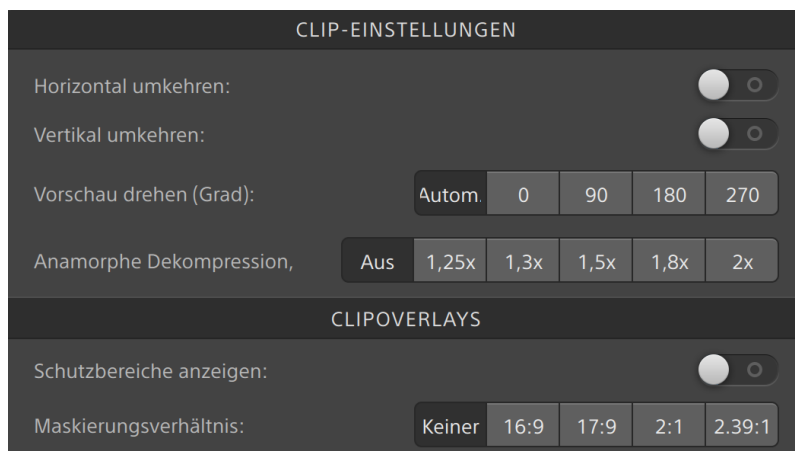 CLIP-EINSTELLUNGEN
Horizontal umkehren:
Vertikal umkehren:
Vorschau drehen (Grad): Autom. 0 90 180 270
Anamorphe Dekompression, Aus 1,25x 1,3x 1,5x 1,8x 2x
CLIPOVERLAYS
Schutzbereiche anzeigen:
Maskierungsverhältnis: Keiner 16:9 17:9 2:1 2.39:1